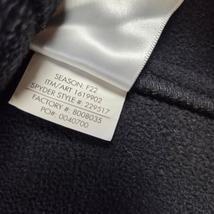 SEASON: F22
ITM/ART 1619902
SPYDER STYLE #: 229517
FACTORY #: 8008035
PO#: 0040700